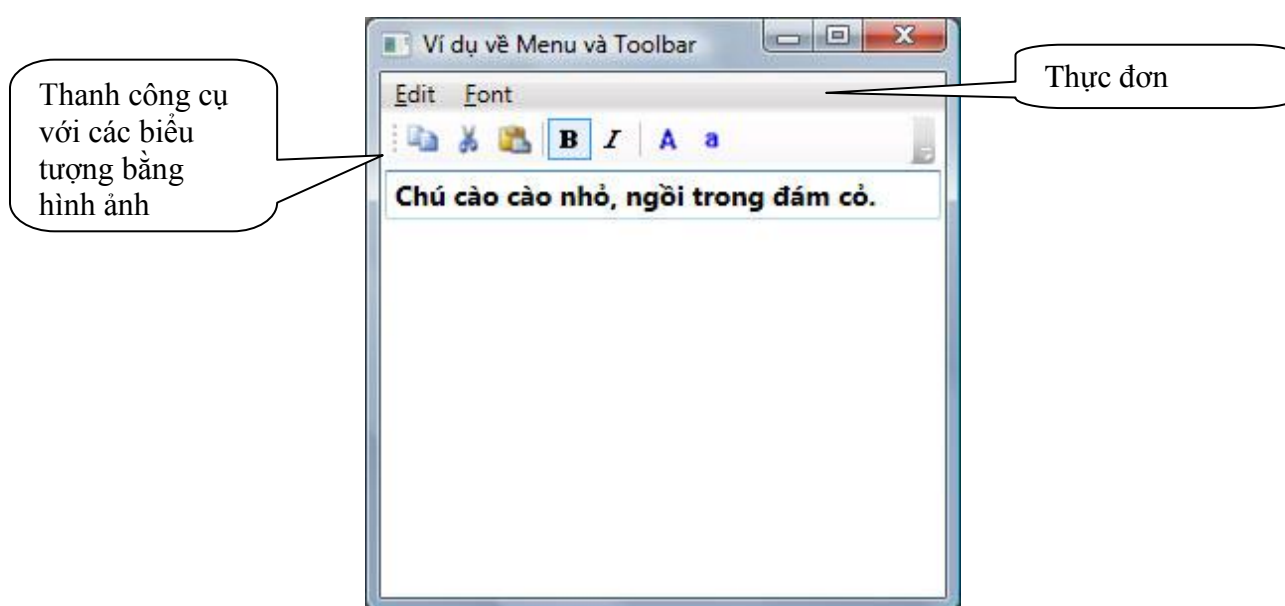 Ví dụ về Menu và Toolbar
Thanh công cụ
với các biểu
tượng bằng
hình ảnh
Thực đơn
Edit Font
B I A a
Chú cào cào nhỏ, ngồi trong đám cỏ.